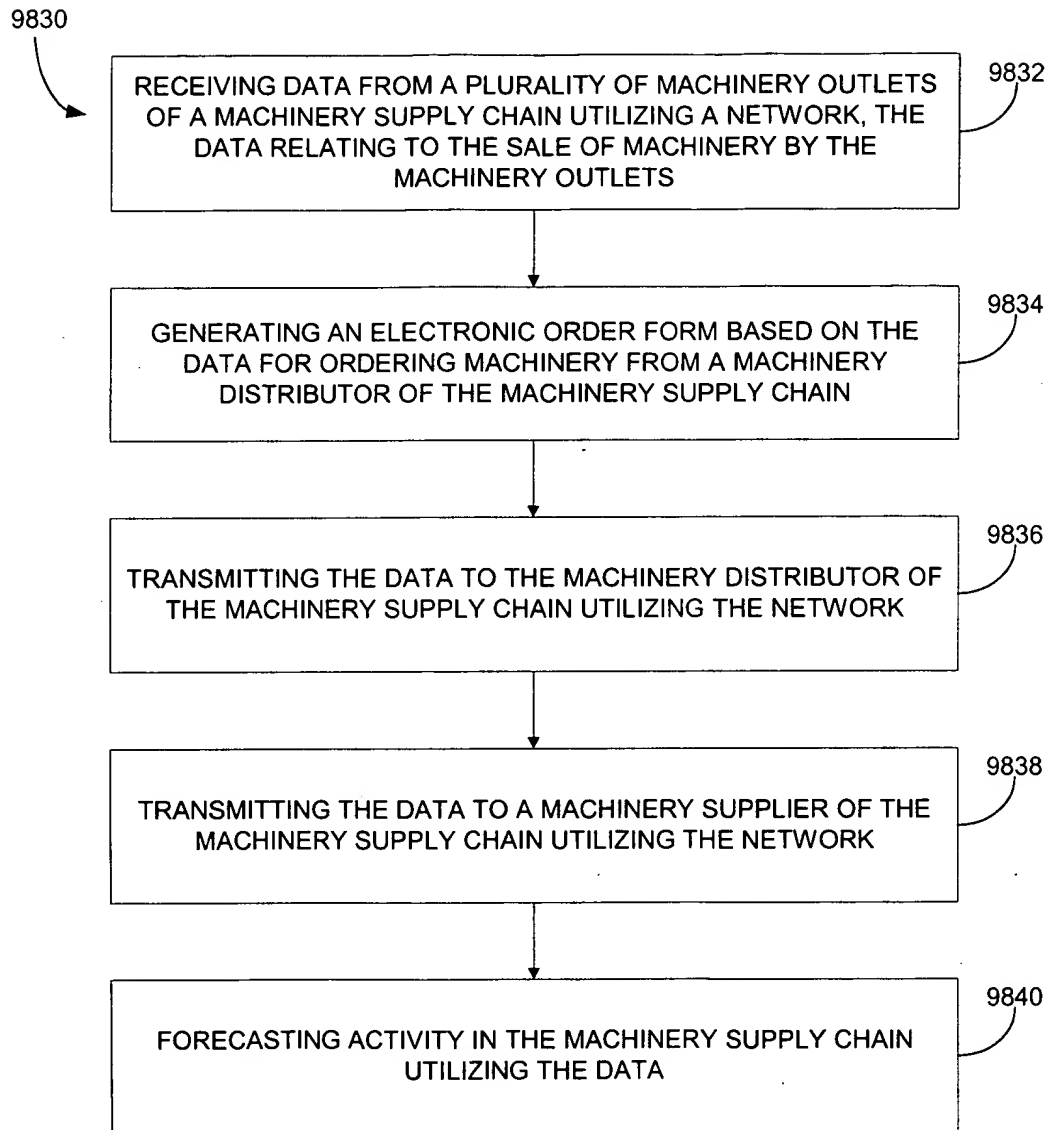 9830
9832
RECEIVING DATA FROM A PLURALITY OF MACHINERY OUTLETS
OF A MACHINERY SUPPLY CHAIN UTILIZING A NETWORK, THE
DATA RELATING TO THE SALE OF MACHINERY BY THE
MACHINERY OUTLETS
9834
GENERATING AN ELECTRONIC ORDER FORM BASED ON THE
DATA FOR ORDERING MACHINERY FROM A MACHINERY
DISTRIBUTOR OF THE MACHINERY SUPPLY CHAIN
9836
TRANSMITTING THE DATA TO THE MACHINERY DISTRIBUTOR OF
THE MACHINERY SUPPLY CHAIN UTILIZING THE NETWORK
9838
TRANSMITTING THE DATA TO A MACHINERY SUPPLIER OF THE
MACHINERY SUPPLY CHAIN UTILIZING THE NETWORK
9840
FORECASTING ACTIVITY IN THE MACHINERY SUPPLY CHAIN
UTILIZING THE DATA